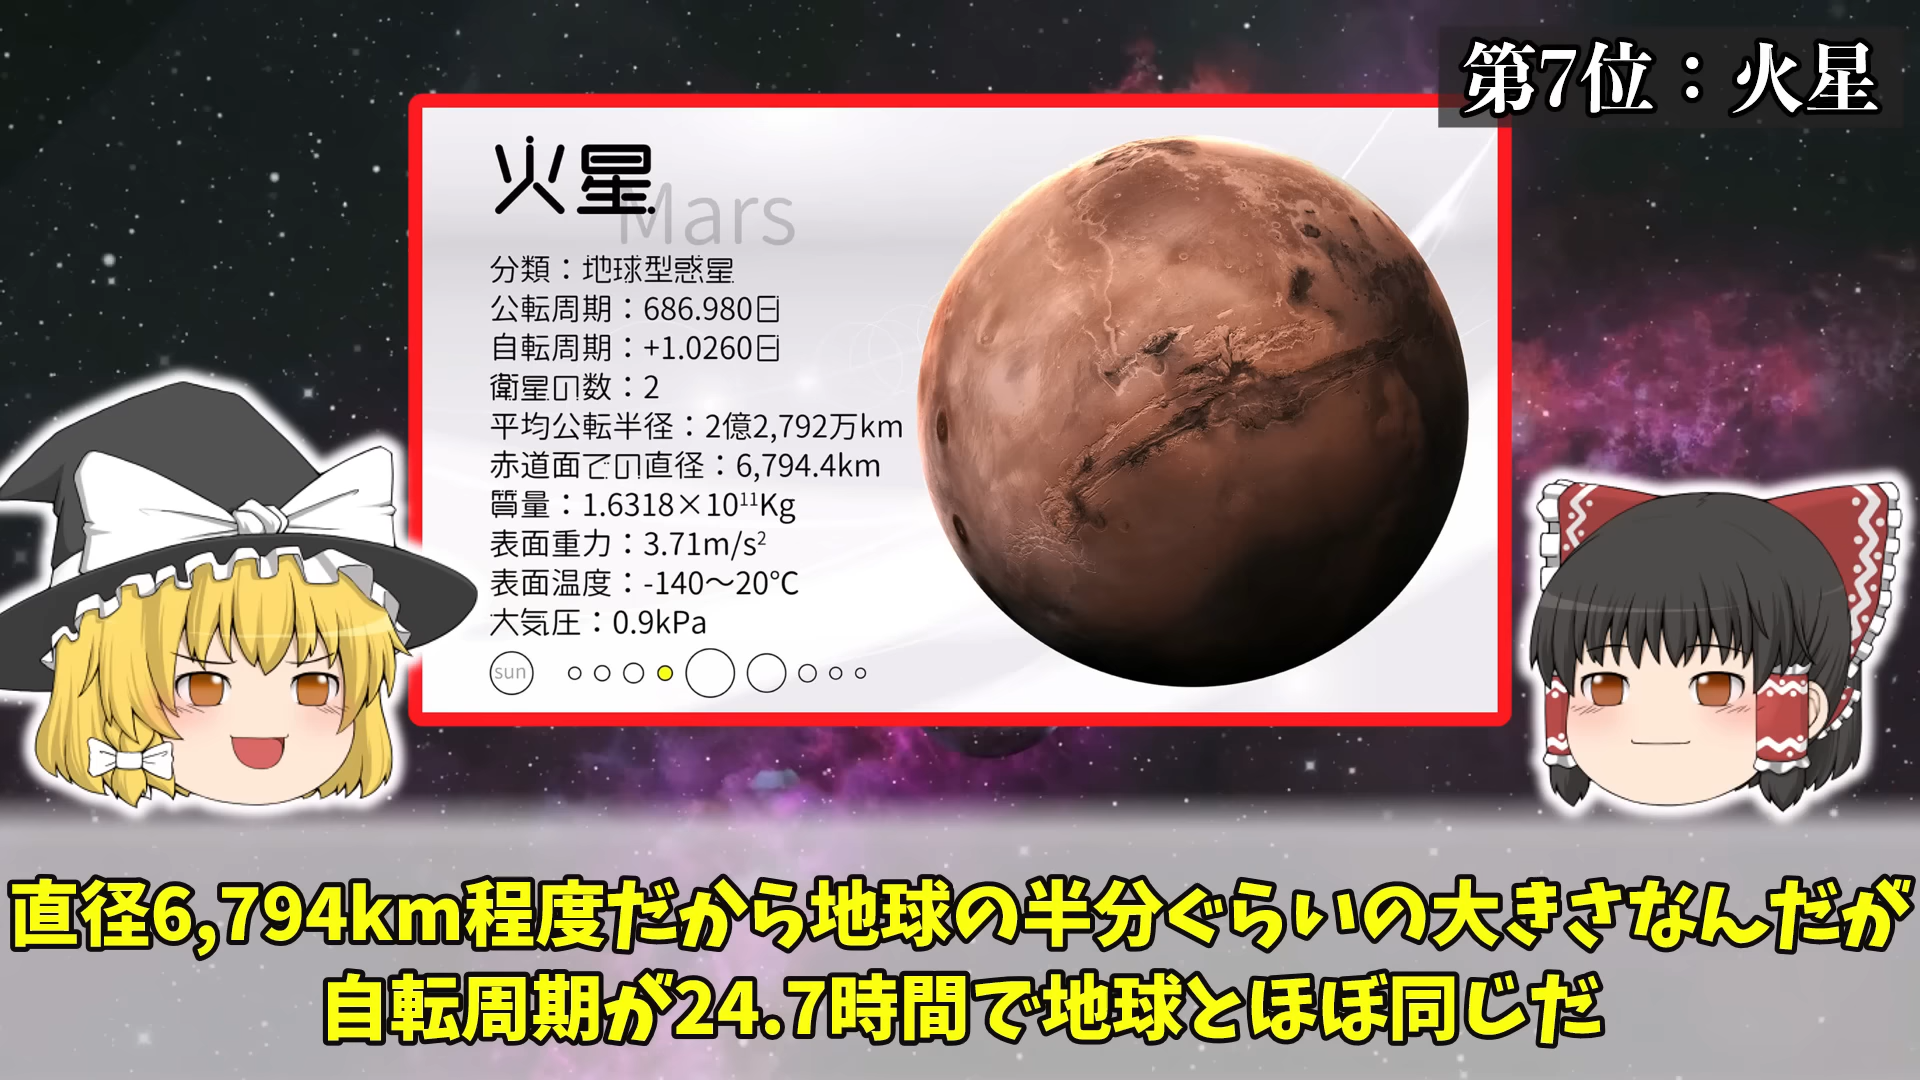 第7位：火星
火星
Mars
分類：地球型惑星
公転周期：686.980日
自転周期：+1.0260日
衛星の数：2
平均公転半径：2億2,792万km
赤道面での直径：6,794.4km
質量：1.6318×10¹¹Kg
表面重力：3.71m/s²
表面温度：-140～20℃
大気圧：0.9kPa
sun
直径6,794km程度だから地球の半分ぐらいの大きさなんだが
自転周期が24.7時間で地球とほぼ同じだ